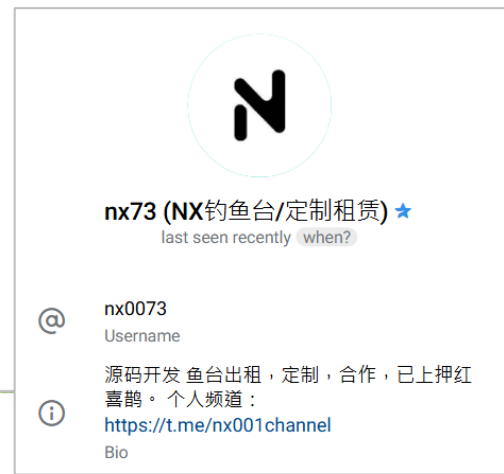 nx73 (NX钓鱼台/定制租赁)
last seen recently when?
nx0073
Username
源码开发 鱼台出租，定制，合作，已上押红
喜鹊。 个人频道：
https://t.me/nx001channel
Bio